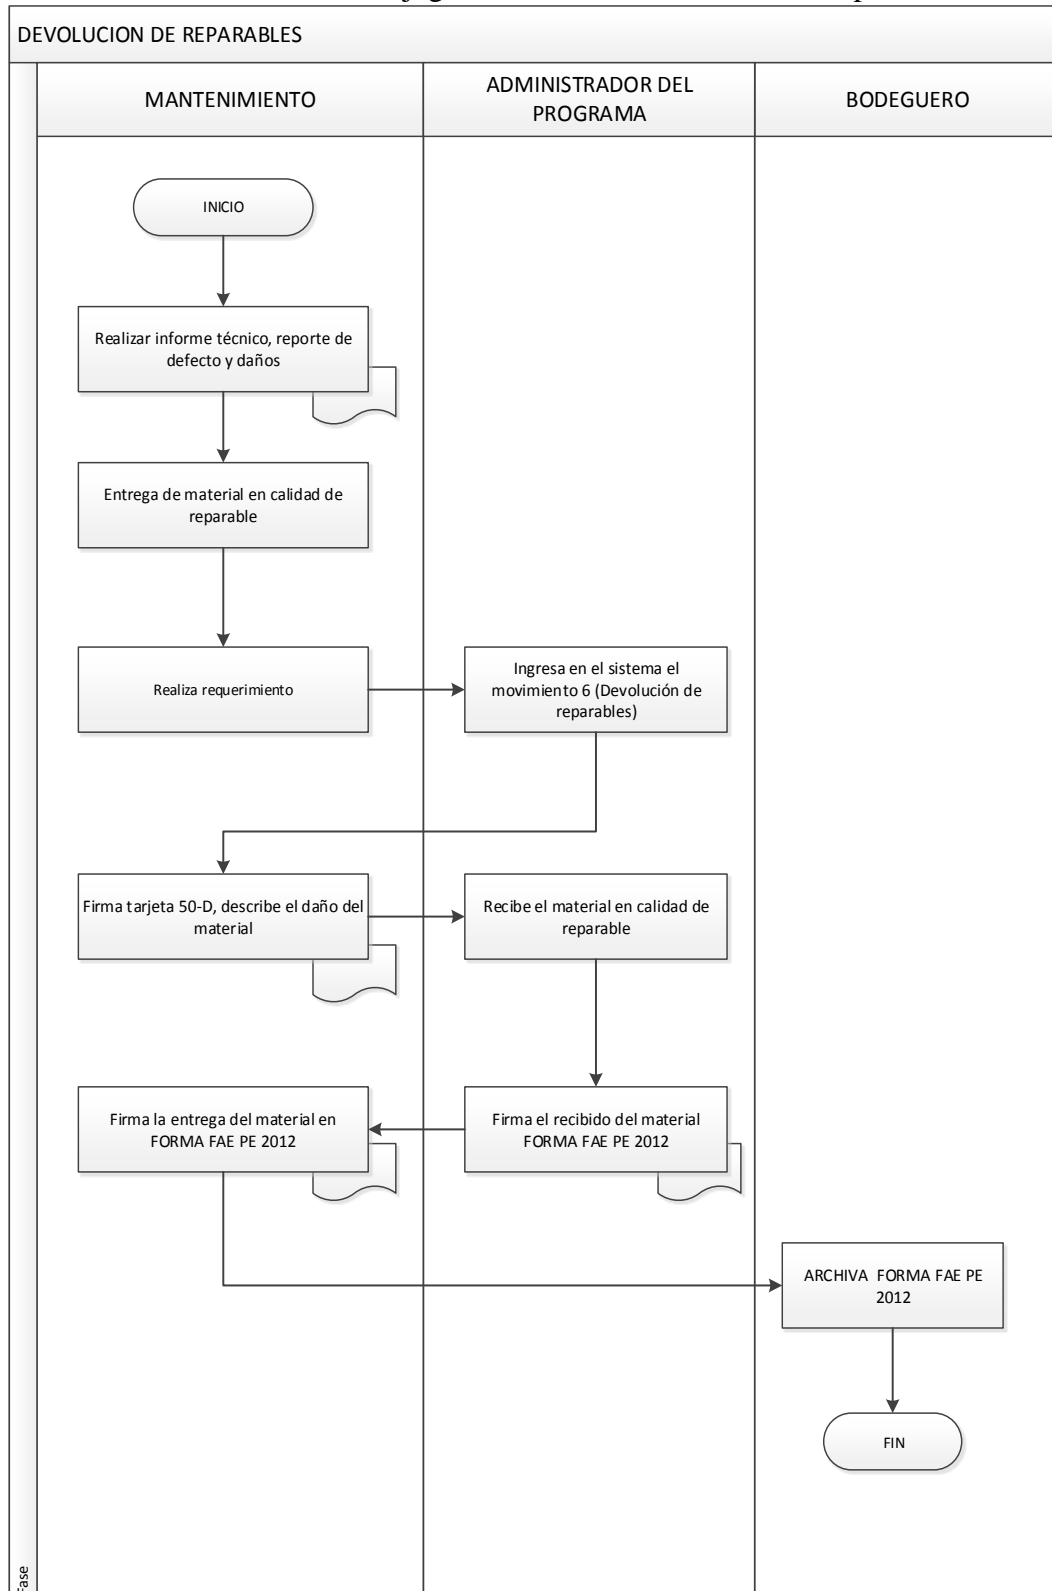 DEVOLUCION DE REPARABLES
MANTENIMIENTO
ADMINISTRADOR DEL
PROGRAMA
BODEGUERO
INICIO
Realizar informe técnico, reporte de
defecto y daños
Entrega de material en calidad de
reparable
Realiza requerimiento
Ingresa en el sistema el
movimiento 6 (Devolución de
reparables)
Firma tarjeta 50-D, describe el daño del
material
Recibe el material en calidad de
reparable
Firma el recibido del material
FORMA FAE PE 2012
Firma la entrega del material en
FORMA FAE PE 2012
ARCHIVA FORMA FAE PE
2012
FIN
Fase